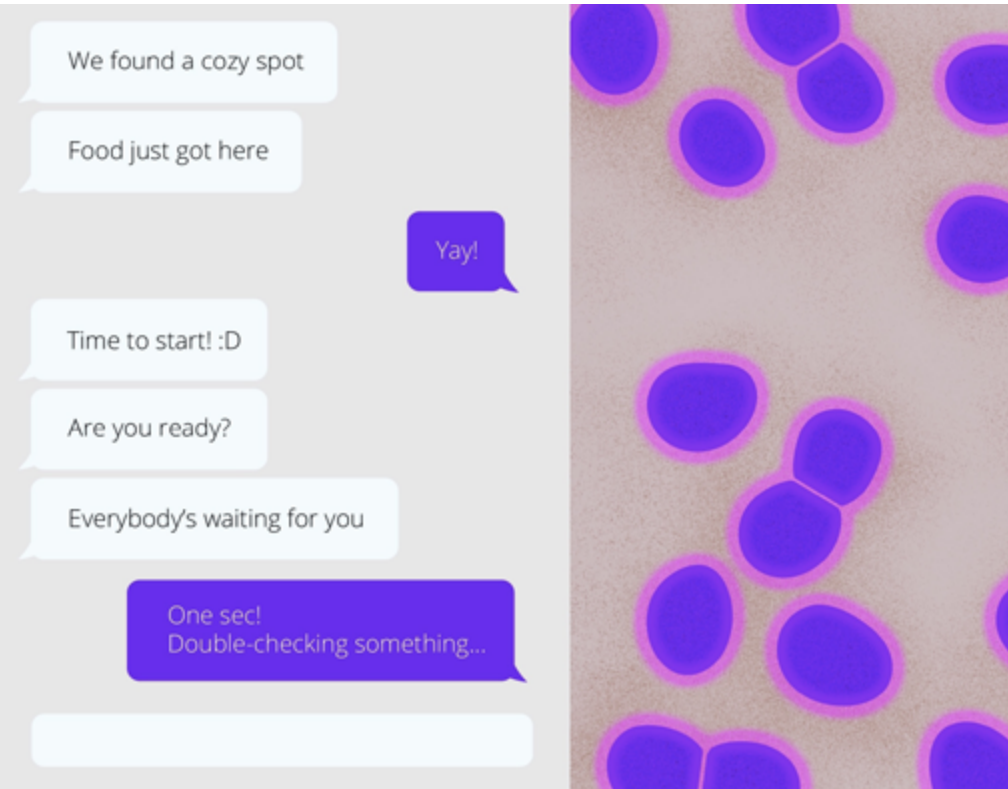 We found a cozy spot
Food just got here
Yay!
Time to start! :D
Are you ready?
Everybody’s waiting for you
One sec!
Double-checking something...